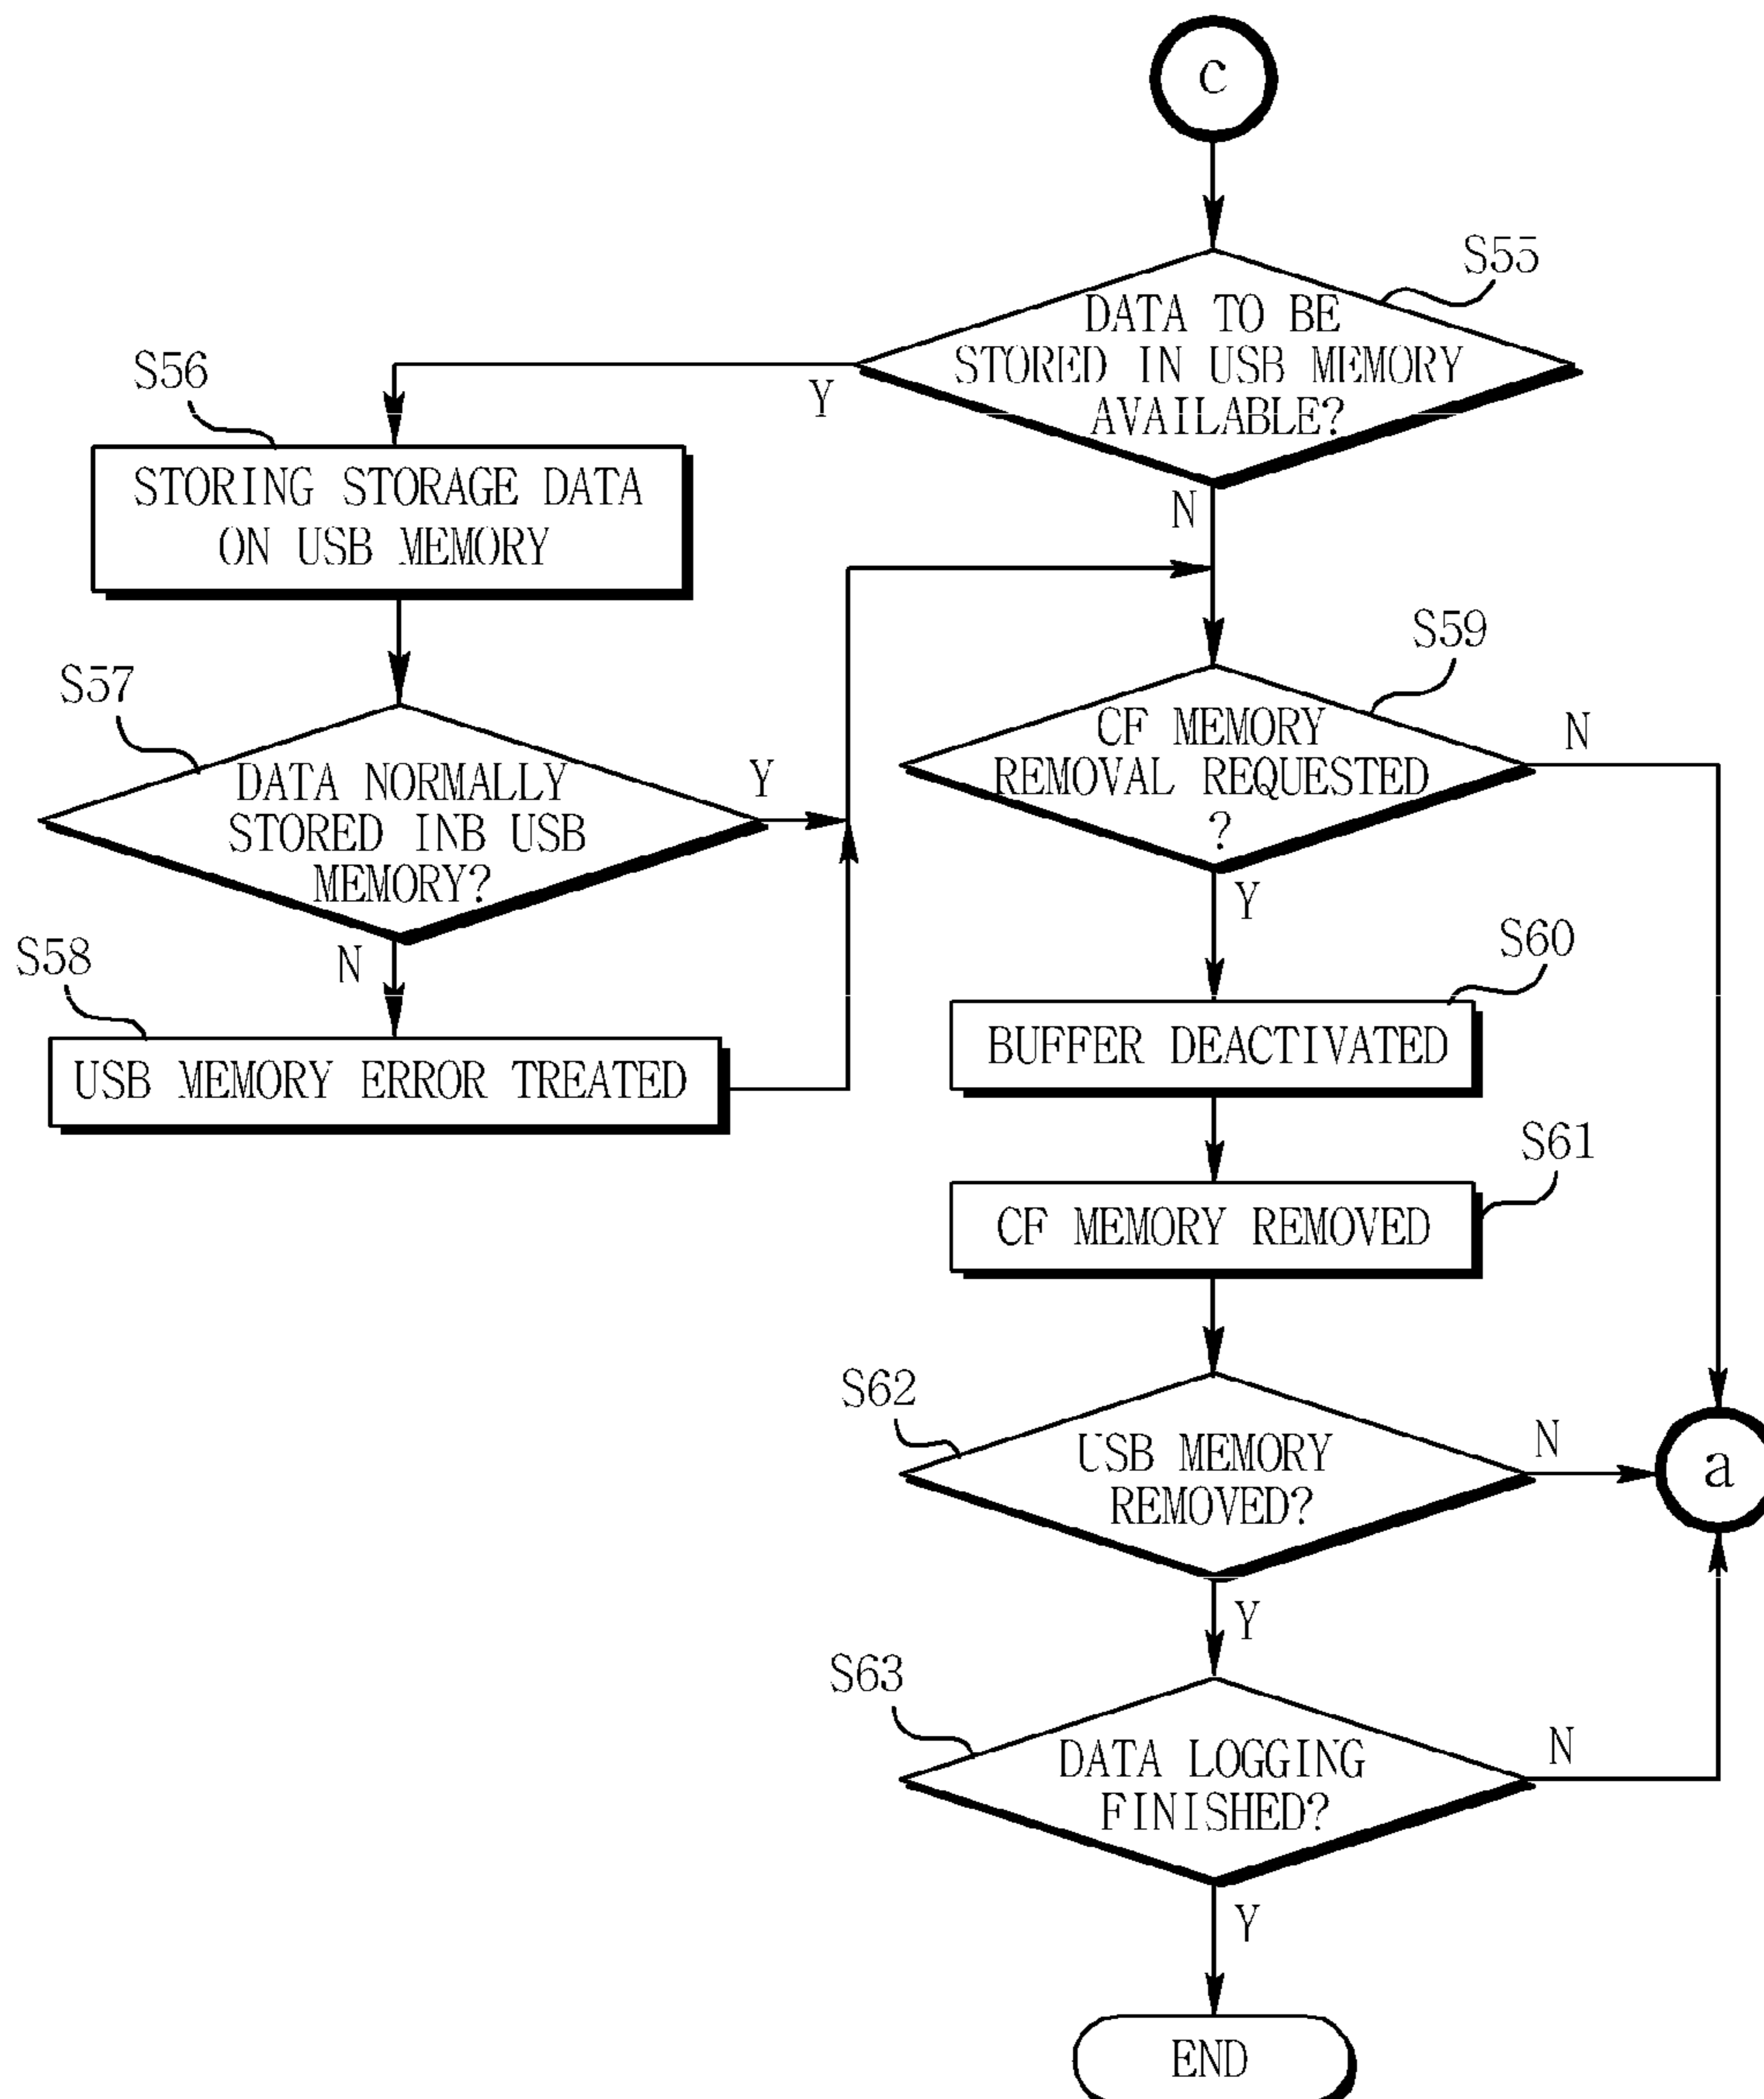 c
S55
DATA TO BE
STORED IN USB MEMORY
AVAILABLE?
Y
N
S56
STORING STORAGE DATA
ON USB MEMORY
S57
DATA NORMALLY
STORED INB USB
MEMORY?
Y
N
S58
USB MEMORY ERROR TREATED
S59
CF MEMORY
REMOVAL REQUESTED
?
N
Y
S60
BUFFER DEACTIVATED
S61
CF MEMORY REMOVED
S62
USB MEMORY
REMOVED?
N
a
Y
S63
DATA LOGGING
FINISHED?
N
Y
END